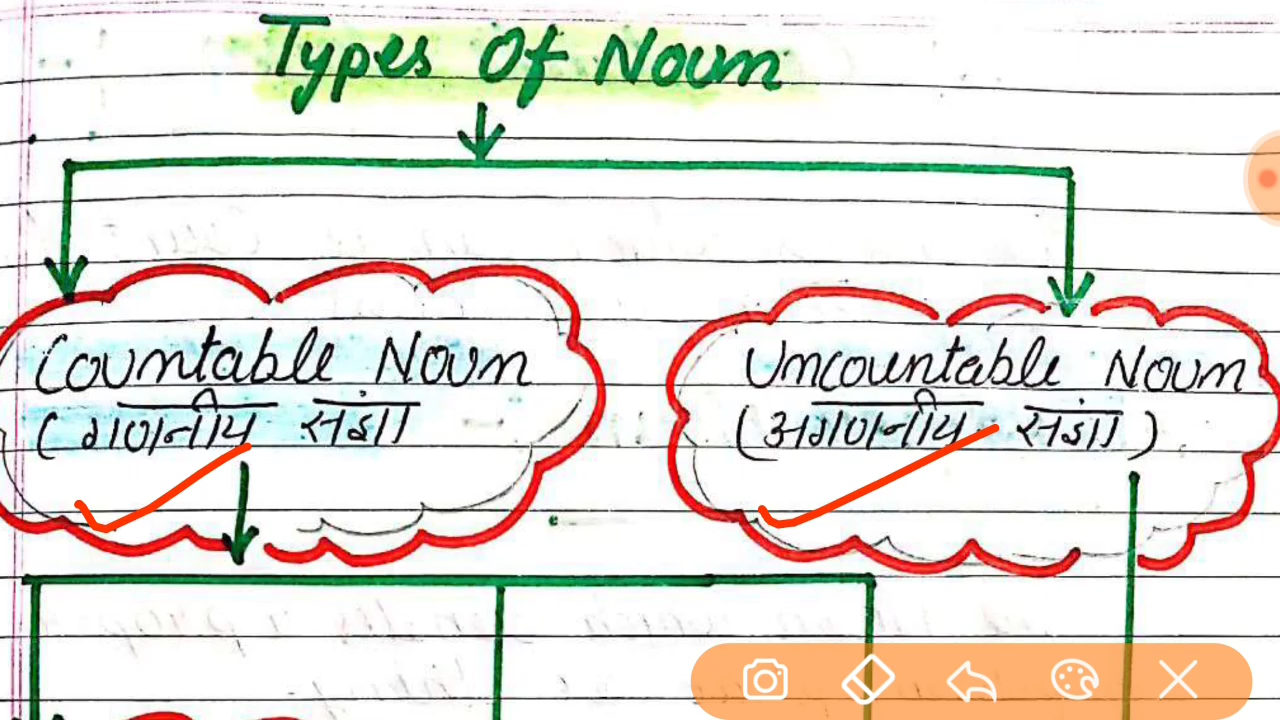 Types Of Noun
Countable Noun
(गणनीय संज्ञा
Uncountable Noun
(अगणनीय संज्ञा)